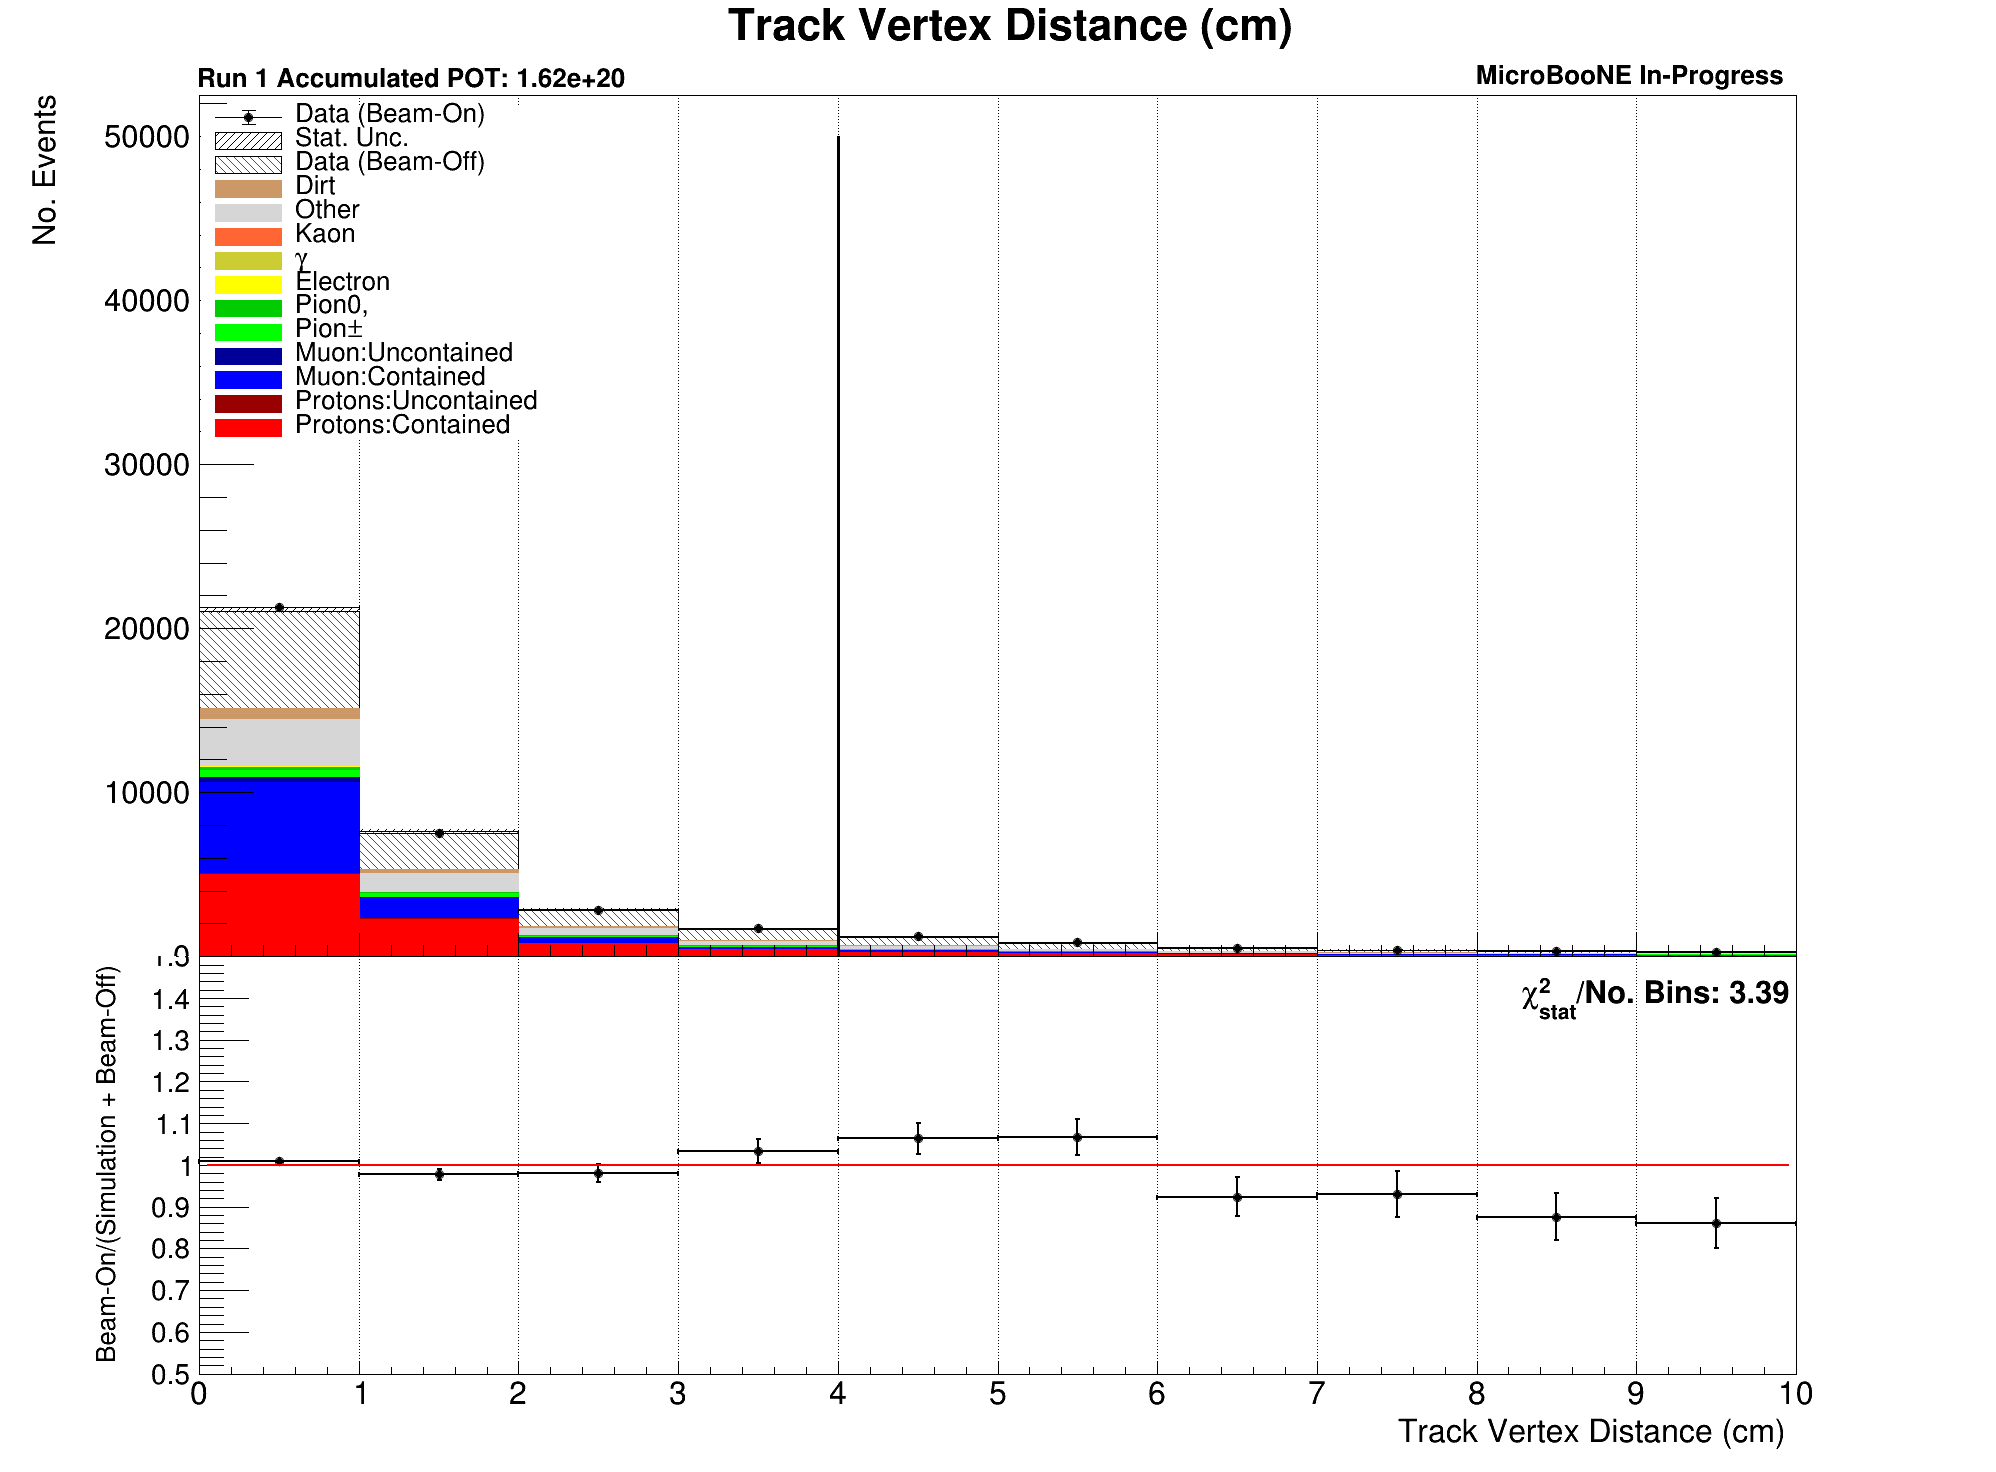 Track Vertex Distance (cm)
Run 1 Accumulated POT: 1.62e+20
MicroBooNE In-Progress
No. Events
50000
40000
30000
20000
10000
0
Data (Beam-On)
Stat. Unc.
Data (Beam-Off)
Dirt
Other
Kaon
γ
Electron
Pion0,
Pion±
Muon:Uncontained
Muon:Contained
Protons:Uncontained
Protons:Contained
Beam-On/(Simulation + Beam-Off)
1.4
1.3
1.2
1.1
1
0.9
0.8
0.7
0.6
0.5
χ²stat/No. Bins: 3.39
0 1 2 3 4 5 6 7 8 9 10
Track Vertex Distance (cm)